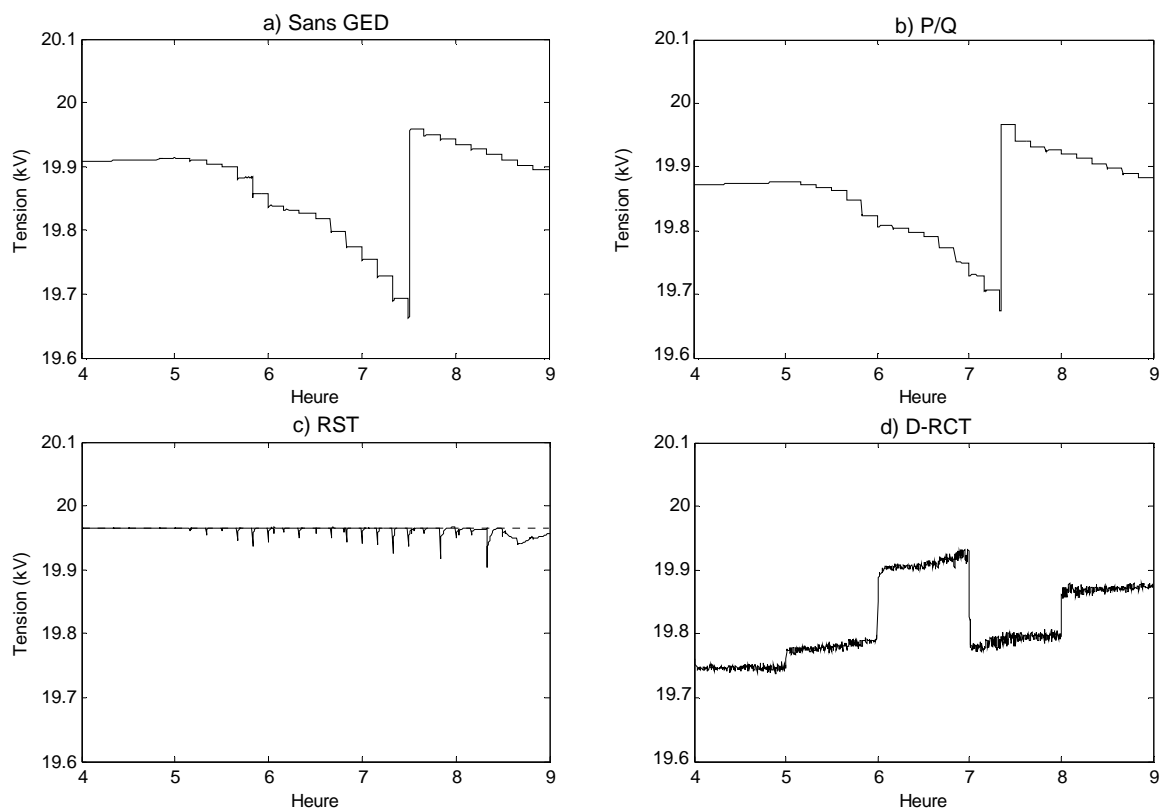 a) Sans GED
20.1
20
19.9
19.8
19.7
19.6
Tension (kV)
4 5 6 7 8 9
Heure
b) P/Q
20.1
20
19.9
19.8
19.7
19.6
Tension (kV)
4 5 6 7 8 9
Heure
c) RST
20.1
20
19.9
19.8
19.7
19.6
Tension (kV)
4 5 6 7 8 9
Heure
d) D-RCT
20.1
20
19.9
19.8
19.7
19.6
Tension (kV)
4 5 6 7 8 9
Heure